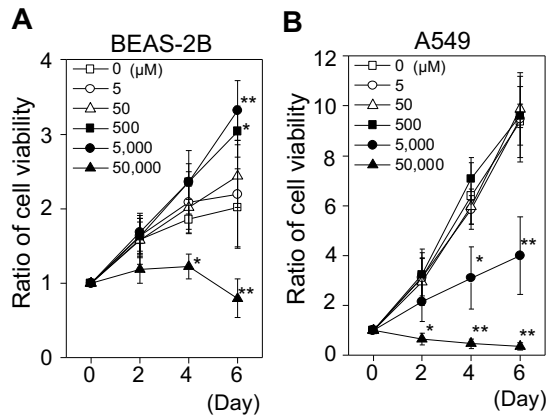 A
BEAS-2B
Ratio of cell viability
4
3
2
1
0
0 (μM)
5
50
500
5,000
50,000
**
*
*
**
0 2 4 6
(Day)
B
A549
Ratio of cell viability
12
10
8
6
4
2
0
0 (μM)
5
50
500
5,000
50,000
*
**
*
**
**
0 2 4 6
(Day)